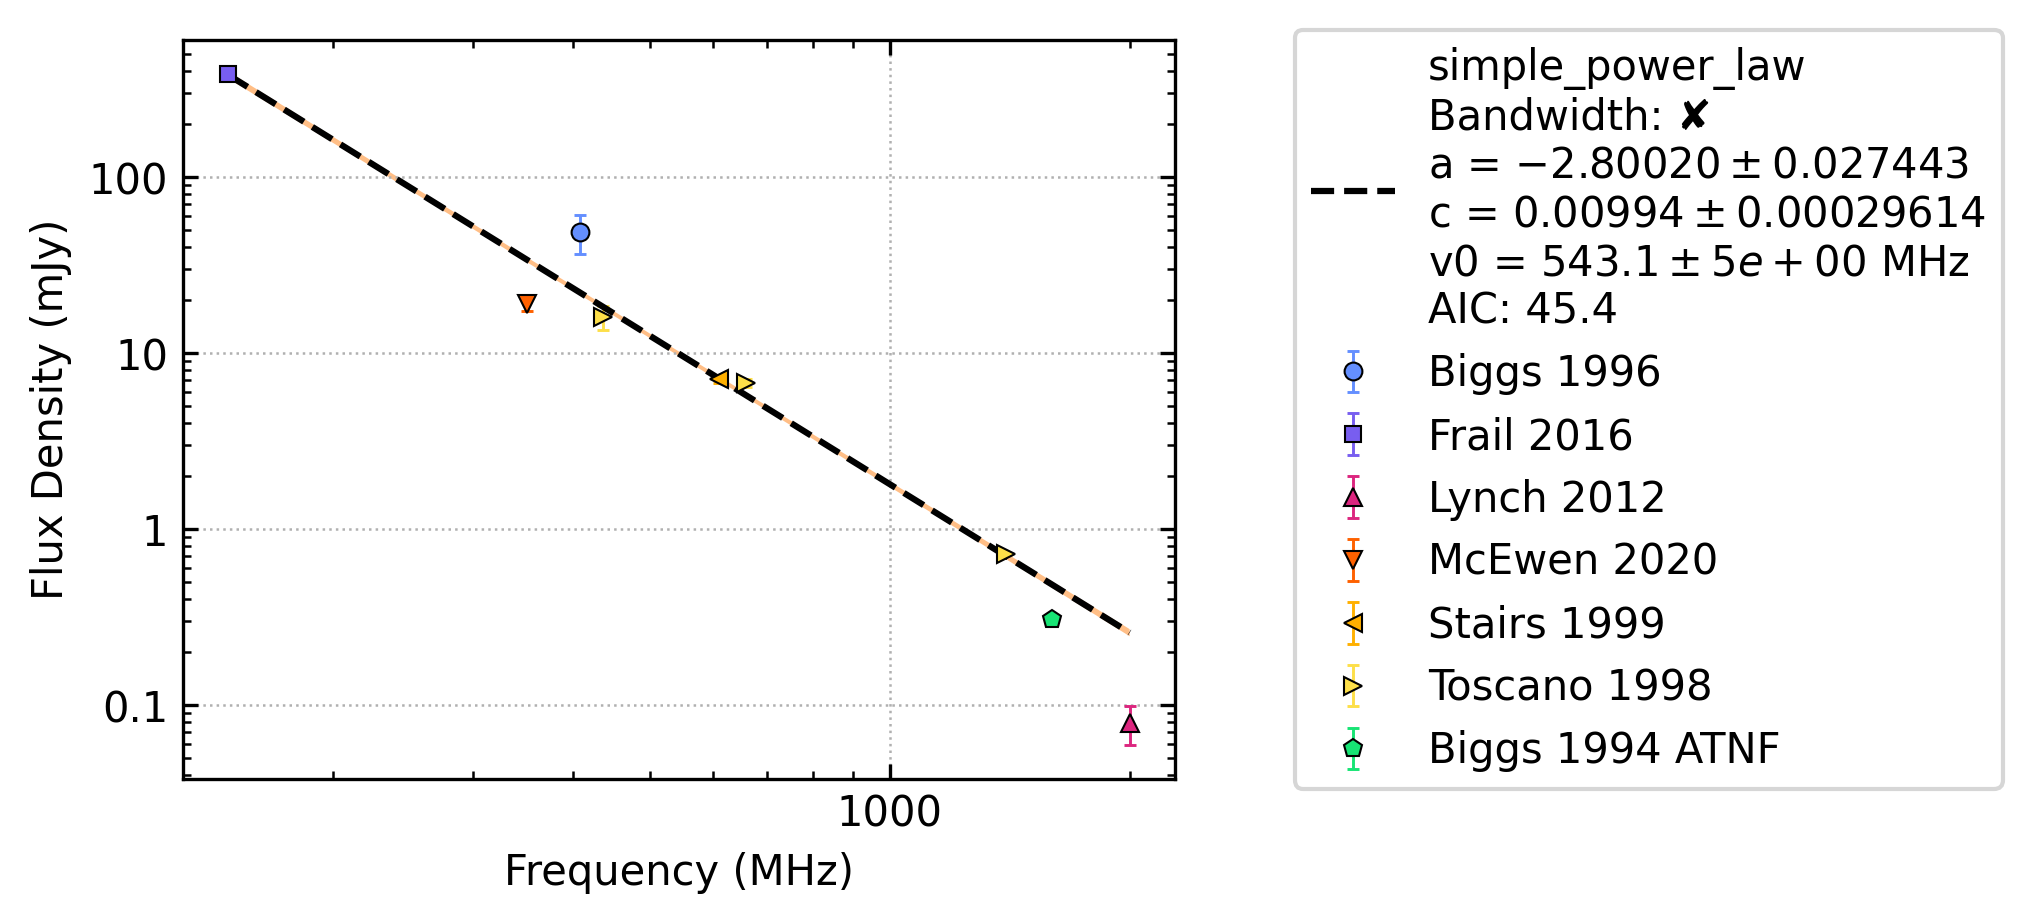 100
10
1
0.1
1000
Flux Density (mJy)
Frequency (MHz)
simple_power_law
Bandwidth: ✘
a = −2.80020 ± 0.027443
c = 0.00994 ± 0.00029614
v0 = 543.1 ± 5e + 00 MHz
AIC: 45.4
Biggs 1996
Frail 2016
Lynch 2012
McEwen 2020
Stairs 1999
Toscano 1998
Biggs 1994 ATNF